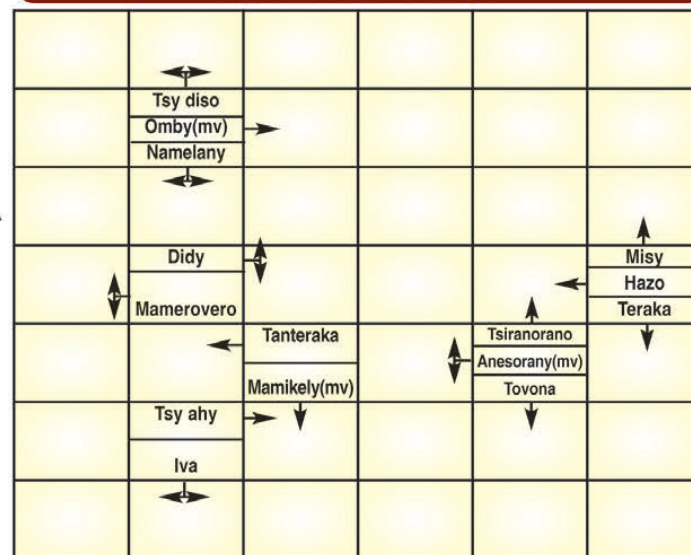 Tsy diso
Omby(mv)
Namelany
Didy
Mamerovero
Misy
Hazo
Teraka
Tanteraka
Mamikely(mv)
Tsiranorano
Anesorany(mv)
Tovona
Tsy ahy
Iva